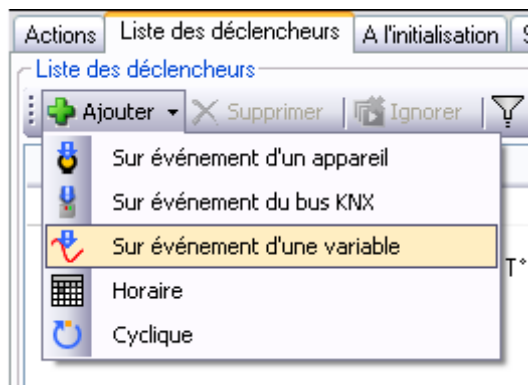 Actions Liste des déclencheurs A l'initialisation S
Liste des déclencheurs
Ajouter Supprimer Ignorer
Sur événement d'un appareil
Sur événement du bus KNX
Sur événement d'une variable
T°
Horaire
Cyclique